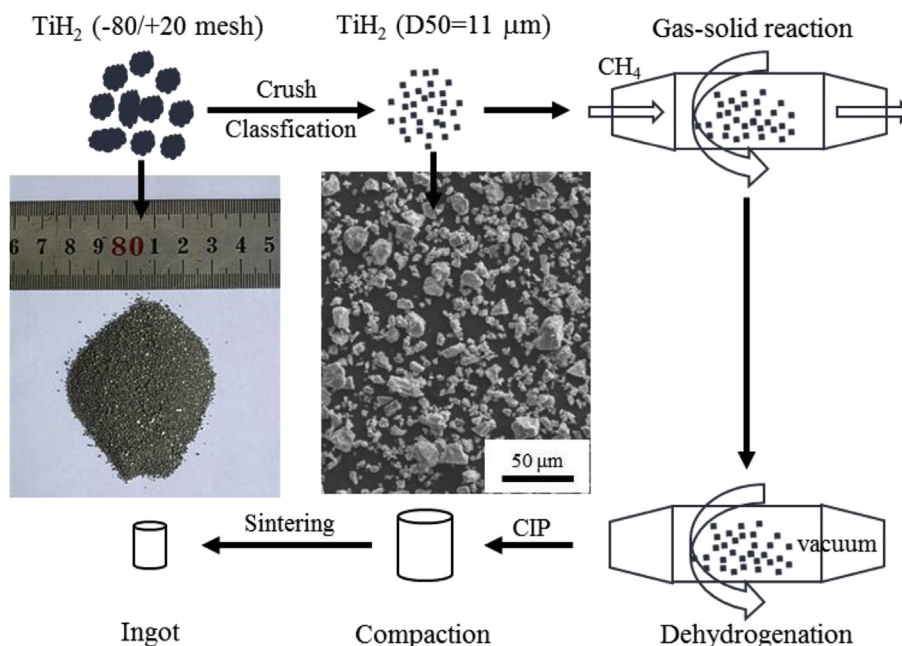 TiH₂ (-80/+20 mesh)
TiH₂ (D50=11 μm)
Gas-solid reaction
Crush
Classfication
CH₄
6 7 8 9 80 1 2 3 4 5
50 μm
Sintering
CIP
vacuum
Ingot
Compaction
Dehydrogenation